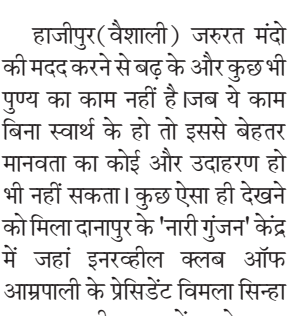 हाजीपुर(वैशाली) जरुरत मंदो
की मदद करने से बढ़ के और कुछ भी
पुण्य का काम नहीं है।जब ये काम
बिना स्वार्थ के हो तो इससे बेहतर
मानवता का कोई और उदाहरण हो
भी नहीं सकता। कुछ ऐसा ही देखने
को मिला दानापुर के 'नारी गुंजन' केंद्र
में जहां इनरव्हील क्लब ऑफ
आम्रपाली के प्रेसिडेंट विमला सिन्हा